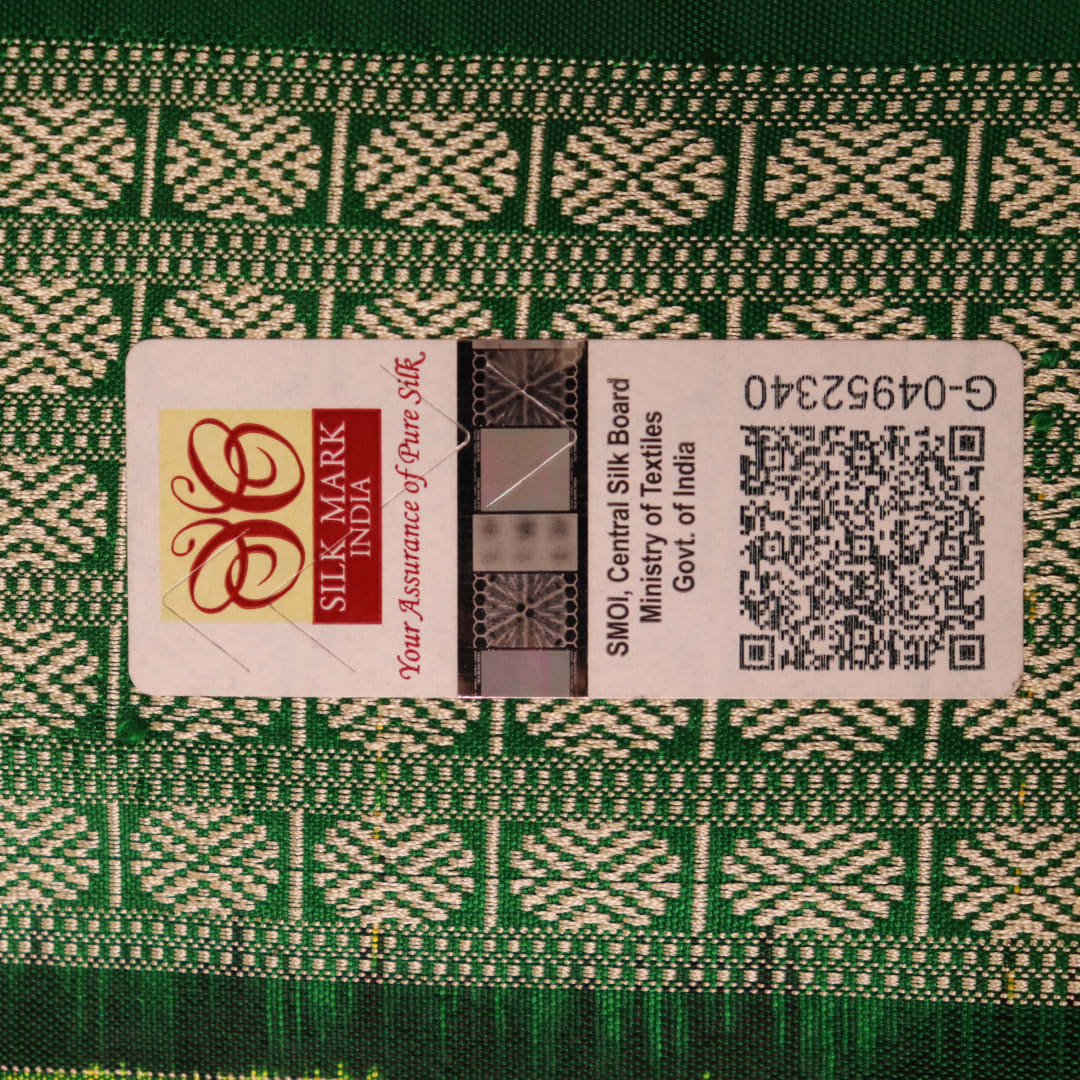 SILK MARK
INDIA
Your Assurance of Pure Silk
SMOI, Central Silk Board
Ministry of Textiles
Govt. of India
G-04952340